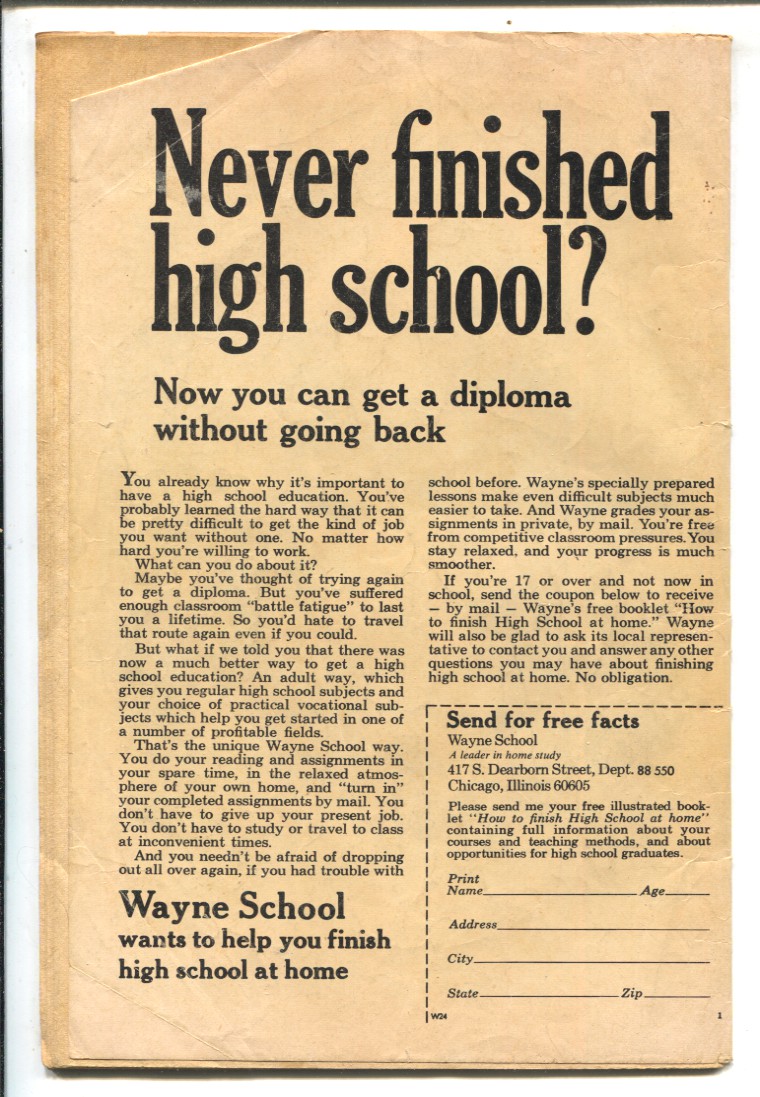 Never finished
high school?
Now you can get a diploma
without going back
You already know why it's important to
have a high school education. You've
probably learned the hard way that it can
be pretty difficult to get the kind of job
you want without one. No matter how
hard you're willing to work.
What can you do about it?
Maybe you've thought of trying again
to get a diploma. But you've suffered
enough classroom "battle fatigue" to last
you a lifetime. So you'd hate to travel
that route again even if you could.
But what if we told you that there was
now a much better way to get a high
school education? An adult way, which
gives you regular high school subjects and
your choice of practical vocational sub-
jects which help you get started in one of
a number of profitable fields.
That's the unique Wayne School way.
You do your reading and assignments in
your spare time, in the relaxed atmos-
phere of your own home, and "turn in"
your completed assignments by mail. You
don't have to give up your present job.
You don't have to study or travel to class
at inconvenient times.
And you needn't be afraid of dropping
out all over again, if you had trouble with
school before. Wayne's specially prepared
lessons make even difficult subjects much
easier to take. And Wayne grades your as-
signments in private, by mail. You're free
from competitive classroom pressures. You
stay relaxed, and your progress is much
smoother.
If you're 17 or over and not now in
school, send the coupon below to receive
— by mail — Wayne's free booklet "How
to finish High School at home." Wayne
will also be glad to ask its local represen-
tative to contact you and answer any other
questions you may have about finishing
high school at home. No obligation.
Wayne School
wants to help you finish
high school at home
Send for free facts
Wayne School
A leader in home study
417 S. Dearborn Street, Dept. 88 550
Chicago, Illinois 60605
Please send me your free illustrated book-
let "How to finish High School at home"
containing full information about your
courses and teaching methods, and about
opportunities for high school graduates.
Print
Name Age
Address
City
State Zip
W24 1